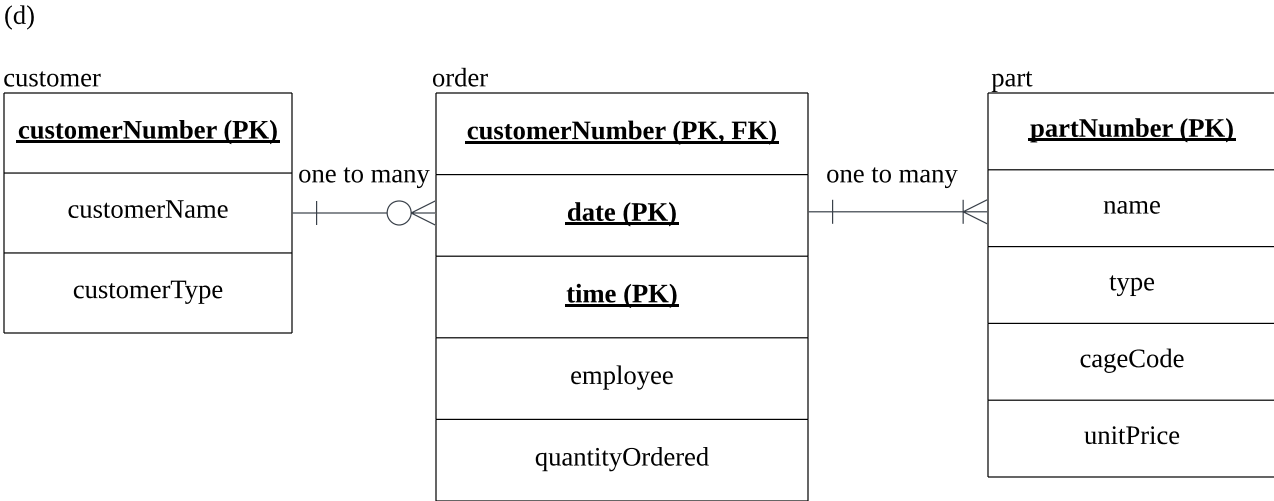 (d)
customer
customerNumber (PK)
customerName
customerType
one to many
order
customerNumber (PK, FK)
date (PK)
time (PK)
employee
quantityOrdered
one to many
part
partNumber (PK)
name
type
cageCode
unitPrice